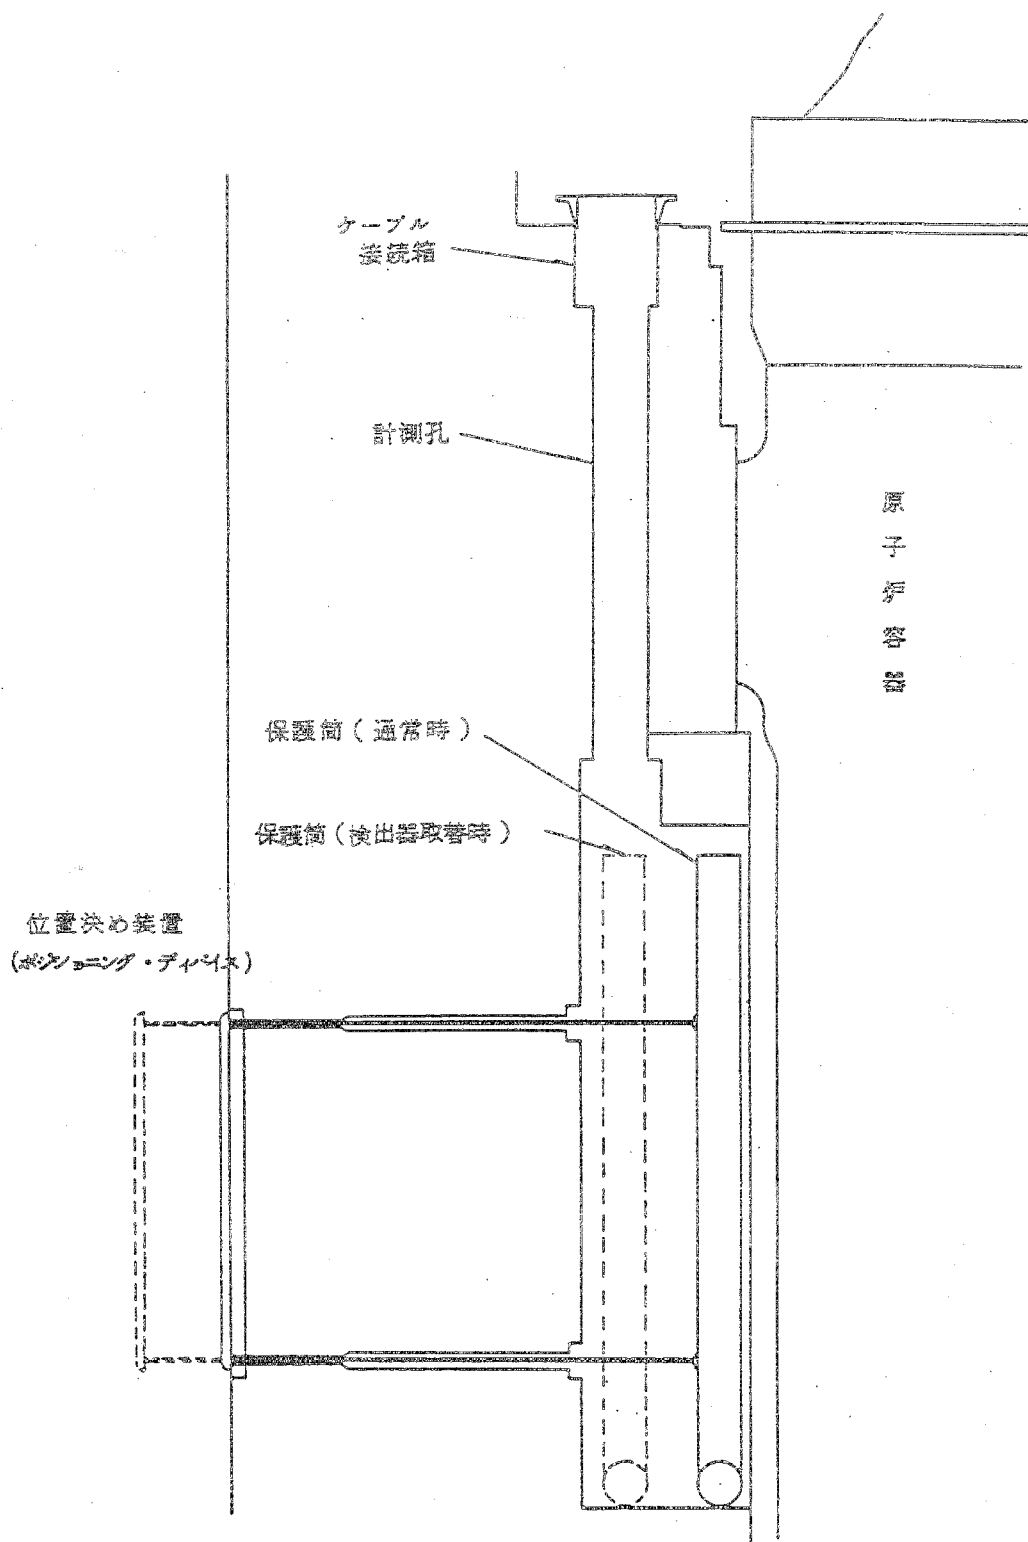 ケーブル
接続箱
計測孔
原子炉容器
保護筒(通常時)
保護筒(検出器取替時)
位置決め装置
(ポジショニング・ディバイス)